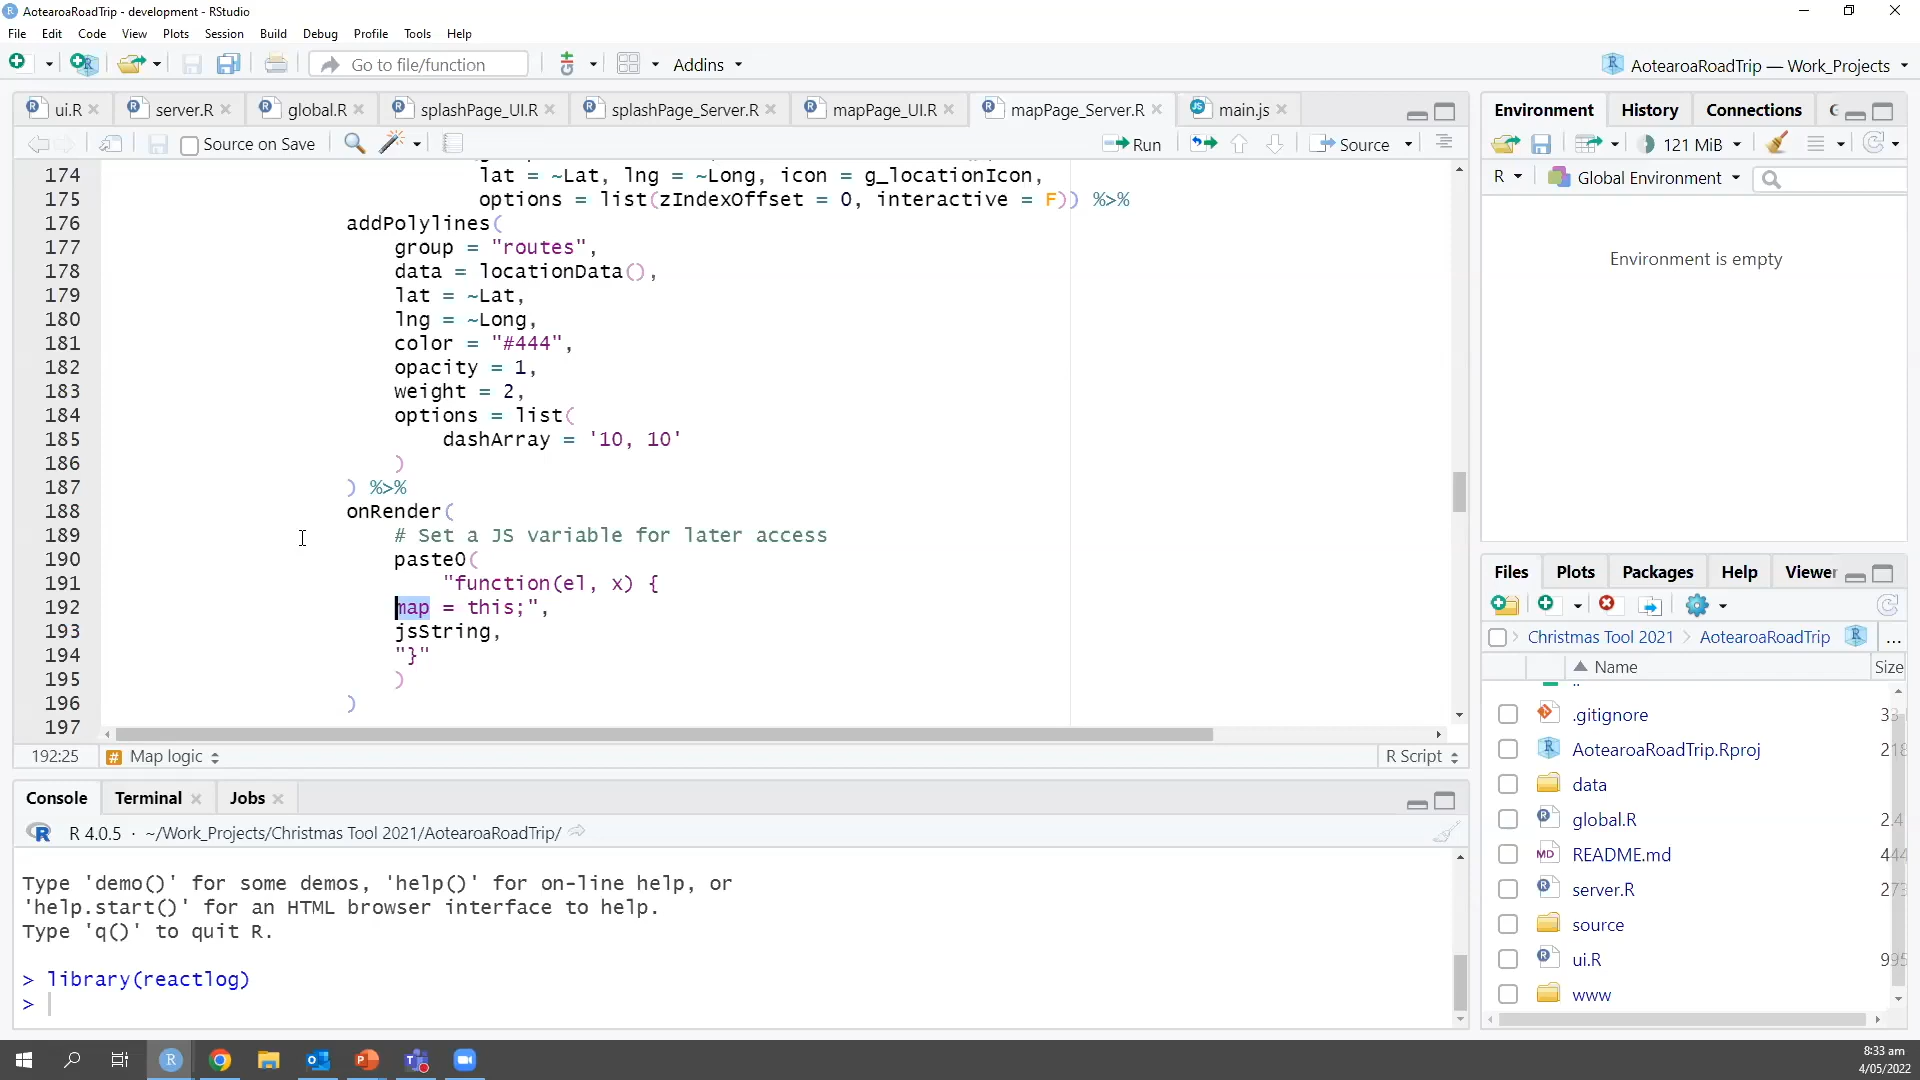 AotearoaRoadTrip - development - RStudio
File Edit Code View Plots Session Build Debug Profile Tools Help
Go to file/function
Addins
AotearoaRoadTrip — Work_Projects
ui.R
server.R
global.R
splashPage_UI.R
splashPage_Server.R
mapPage_UI.R
mapPage_Server.R
main.js
Source on Save
Run
Source
174 lat = ~Lat, lng = ~Long, icon = g_locationIcon,
175 options = list(zIndexOffset = 0, interactive = F)) %>%
176 addPolylines(
177 group = "routes",
178 data = locationData(),
179 lat = ~Lat,
180 lng = ~Long,
181 color = "#444",
182 opacity = 1,
183 weight = 2,
184 options = list(
185 dashArray = '10, 10'
186 )
187 ) %>%
188 onRender(
189 # Set a JS variable for later access
190 paste0(
191 "function(el, x) {
192 map = this;",
193 jsString,
194 "}"
195 )
196 )
197
192:25 Map logic R Script
Console Terminal Jobs
R 4.0.5 · ~/Work_Projects/Christmas Tool 2021/AotearoaRoadTrip/
Type 'demo()' for some demos, 'help()' for on-line help, or
'help.start()' for an HTML browser interface to help.
Type 'q()' to quit R.
> library(reactlog)
>
Environment History Connections
121 MiB
R Global Environment
Environment is empty
Files Plots Packages Help Viewer
Christmas Tool 2021 AotearoaRoadTrip ...
Name Size
..
.gitignore 33
AotearoaRoadTrip.Rproj 218
data
global.R 2.4
README.md 444
server.R 273
source
ui.R 995
www
8:33 am
4/05/2022